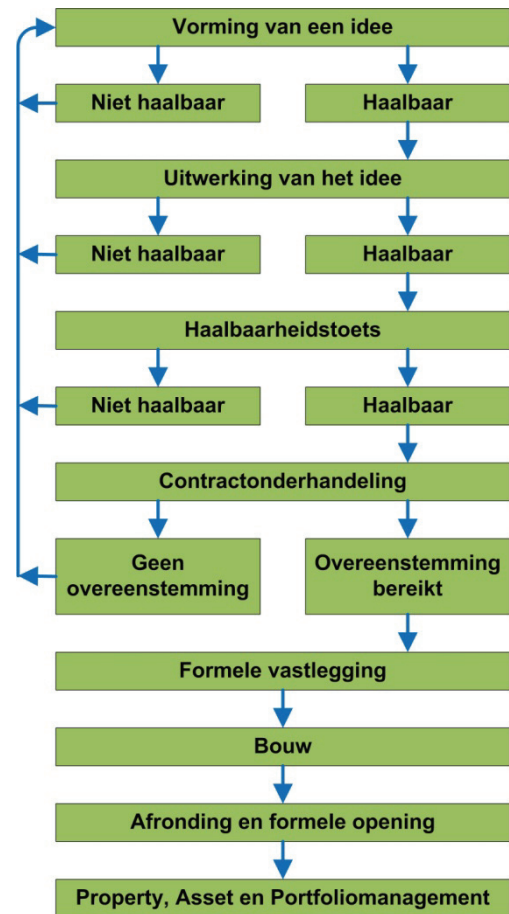 Vorming van een idee
Niet haalbaar
Haalbaar
Uitwerking van het idee
Niet haalbaar
Haalbaar
Haalbaarheidstoets
Niet haalbaar
Haalbaar
Contractonderhandeling
Geen
overeenstemming
Overeenstemming
bereikt
Formele vastlegging
Bouw
Afronding en formele opening
Property, Asset en Portfoliomanagement